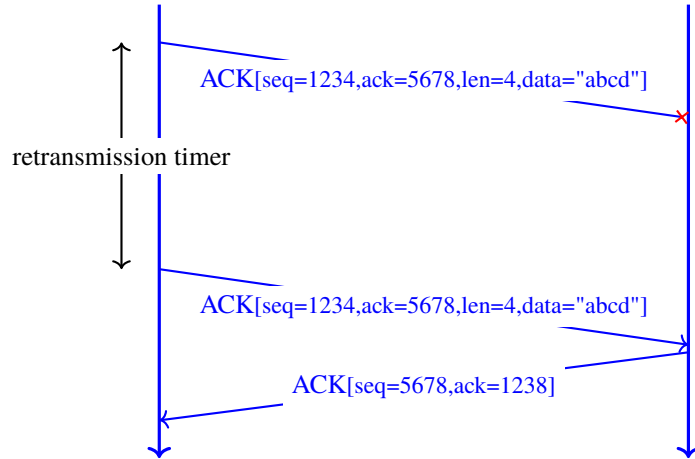 ACK[seq=1234,ack=5678,len=4,data="abcd"]
retransmission timer
ACK[seq=1234,ack=5678,len=4,data="abcd"]
ACK[seq=5678,ack=1238]